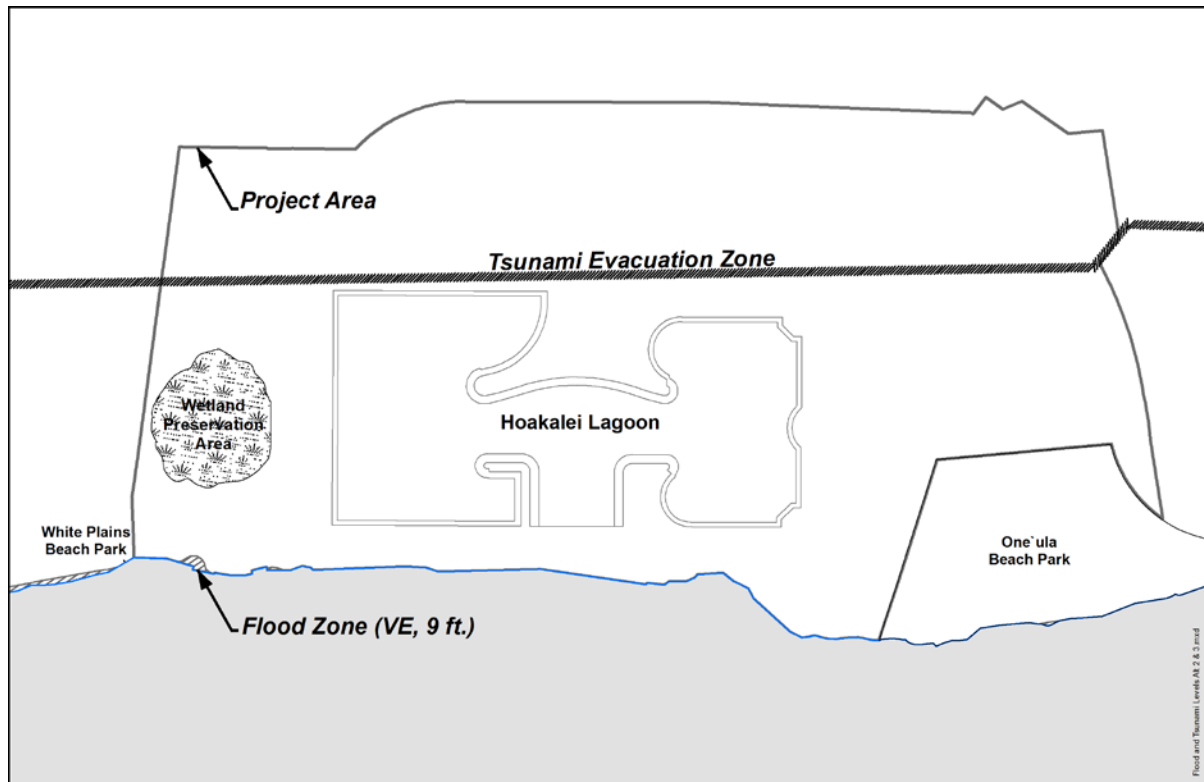 Project Area
Tsunami Evacuation Zone
Wetland
Preservation
Area
Hoakalei Lagoon
White Plains
Beach Park
One`ula
Beach Park
Flood Zone (VE, 9 ft.)
Flood and Tsunami Levels Alt 2 & 3.mxd